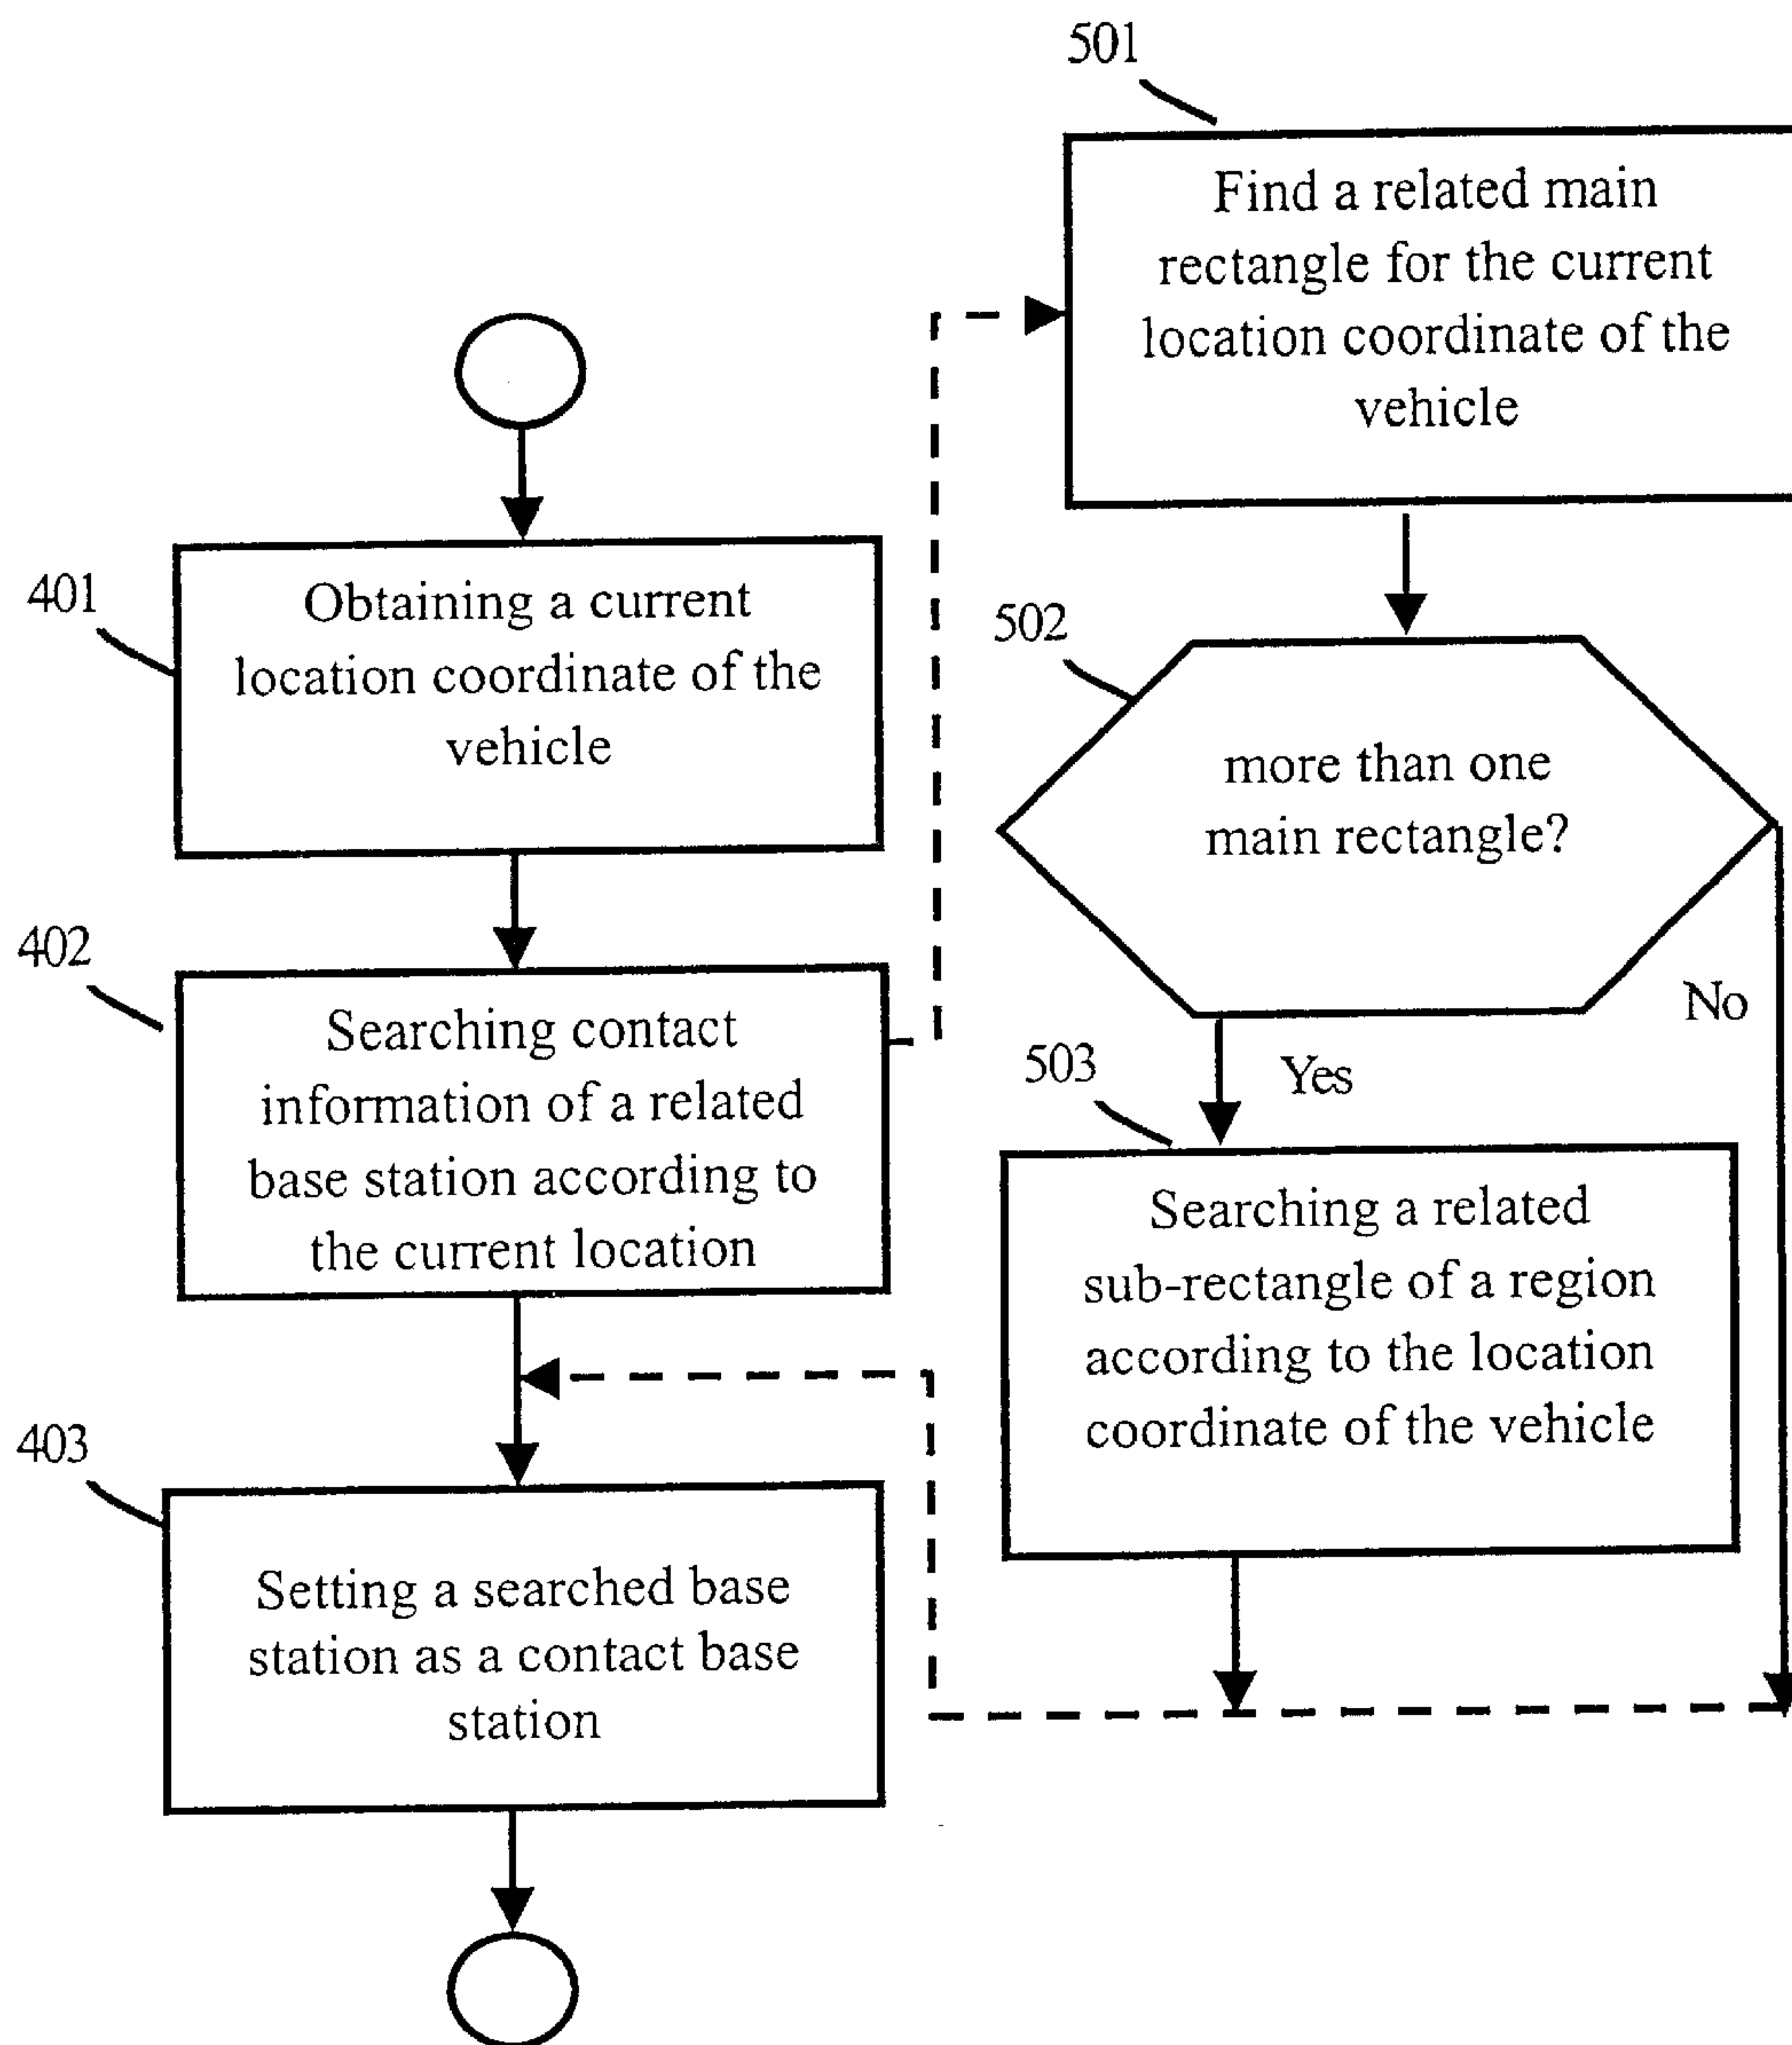 401
Obtaining a current
location coordinate of the
vehicle
402
Searching contact
information of a related
base station according to
the current location
403
Setting a searched base
station as a contact base
station
501
Find a related main
rectangle for the current
location coordinate of the
vehicle
502
more than one
main rectangle?
No
Yes
503
Searching a related
sub-rectangle of a region
according to the location
coordinate of the vehicle